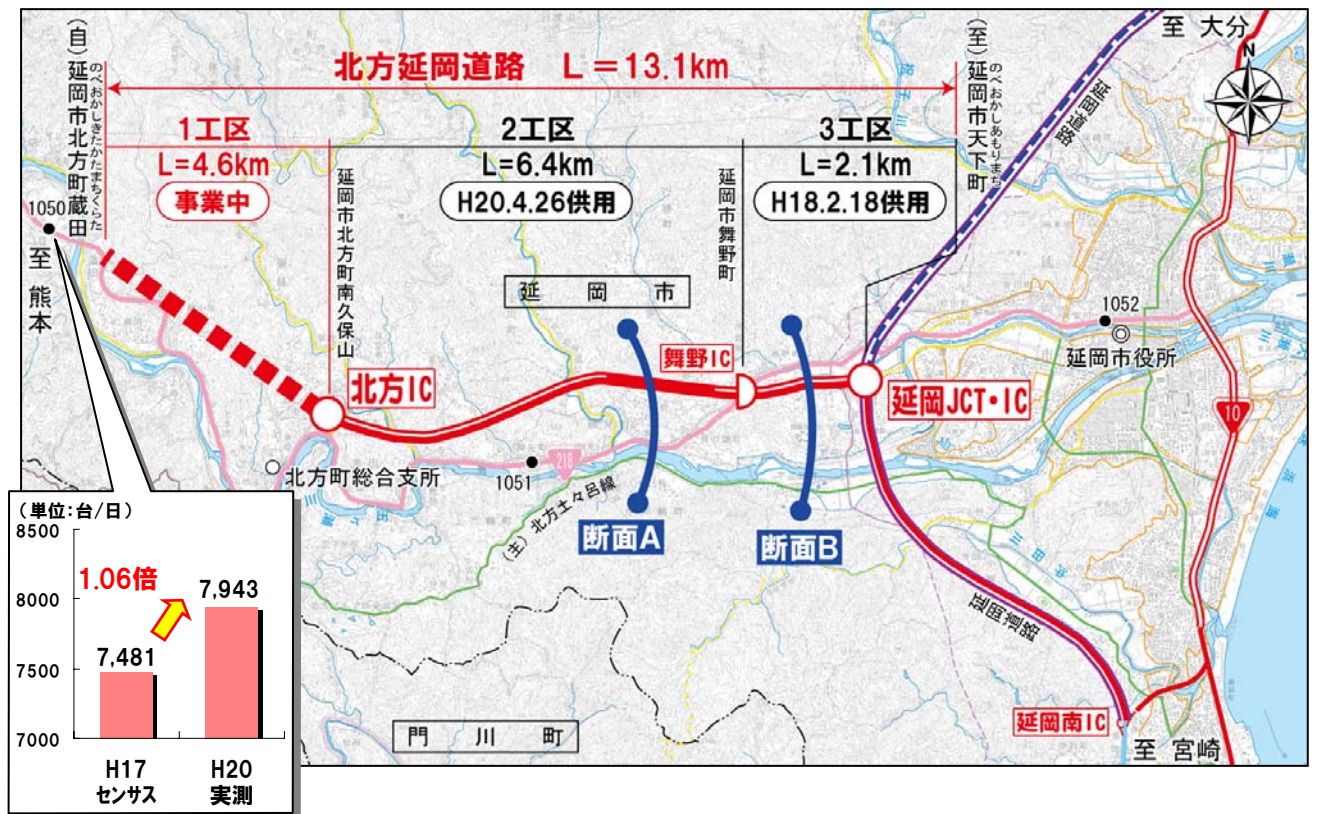 北方延岡道路 L=13.1km
(自)延岡市北方町蔵田
のべおかしきたかたまちくらた
(至)延岡市天下町
のべおかしあもりまち
至 大分
N
延岡道路
1工区
L=4.6km
事業中
2工区
L=6.4km
H20.4.26供用
3工区
L=2.1km
H18.2.18供用
延岡市北方町南久保山
延岡市舞野町
1050
至 熊本
延岡市
1052
延岡市役所
舞野IC
北方IC
延岡JCT・IC
10
北方町総合支所
1051
218
(主)北方土々呂線
断面A
断面B
延岡道路
門川町
延岡南IC
至 宮崎
(単位:台/日)
8500
8000
7500
7000
1.06倍
7,481
7,943
H17
センサス
H20
実測